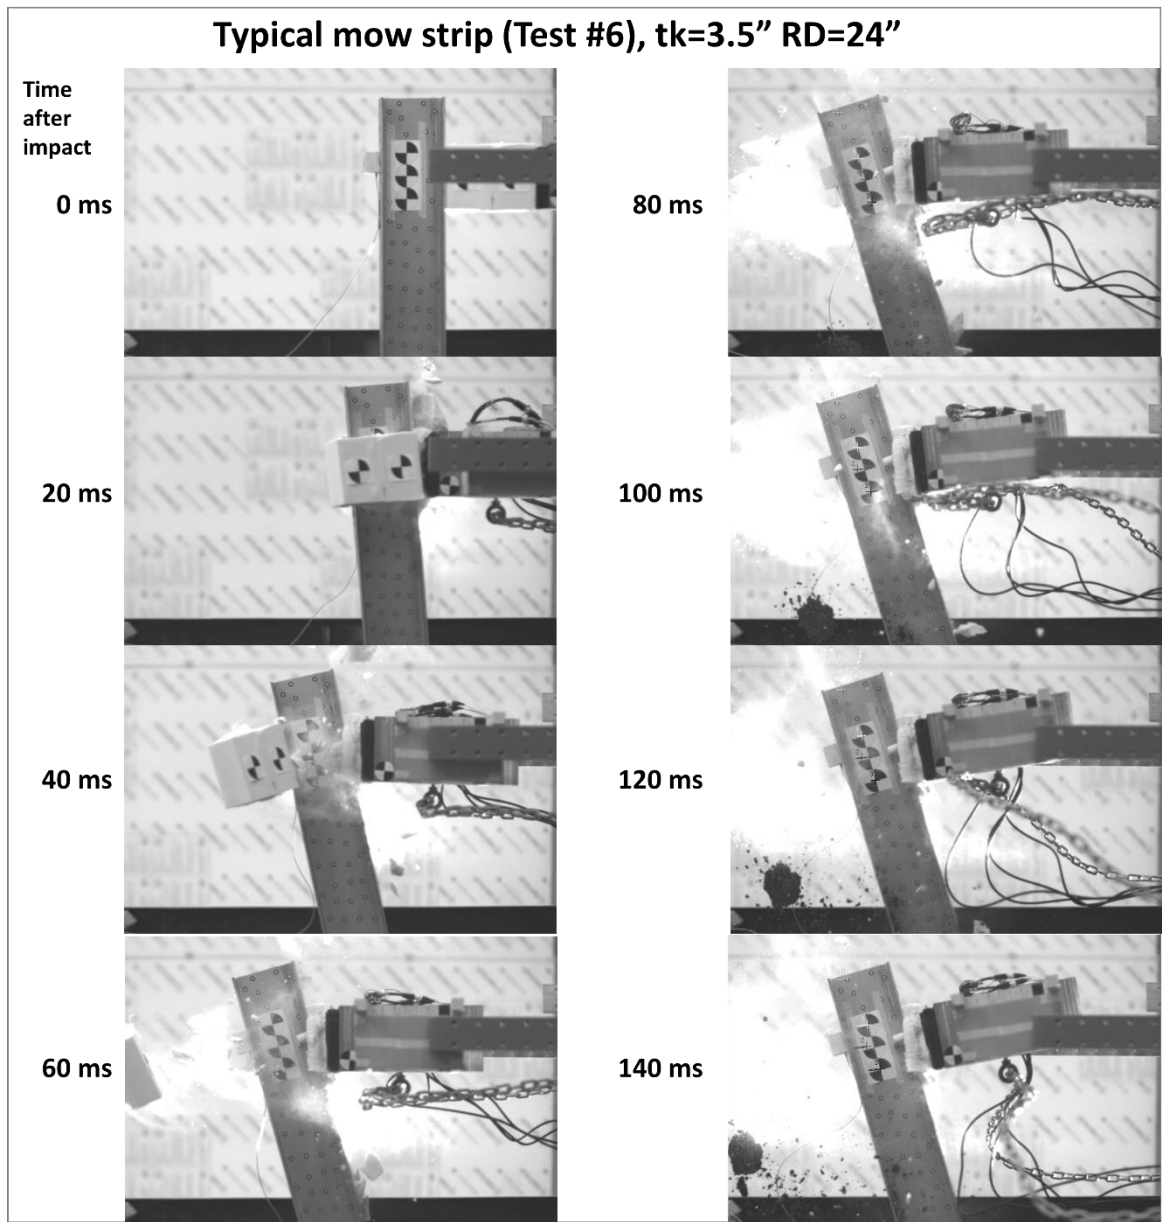 Typical mow strip (Test #6), tk=3.5” RD=24”
Time
after
impact
0 ms
20 ms
40 ms
60 ms
80 ms
100 ms
120 ms
140 ms